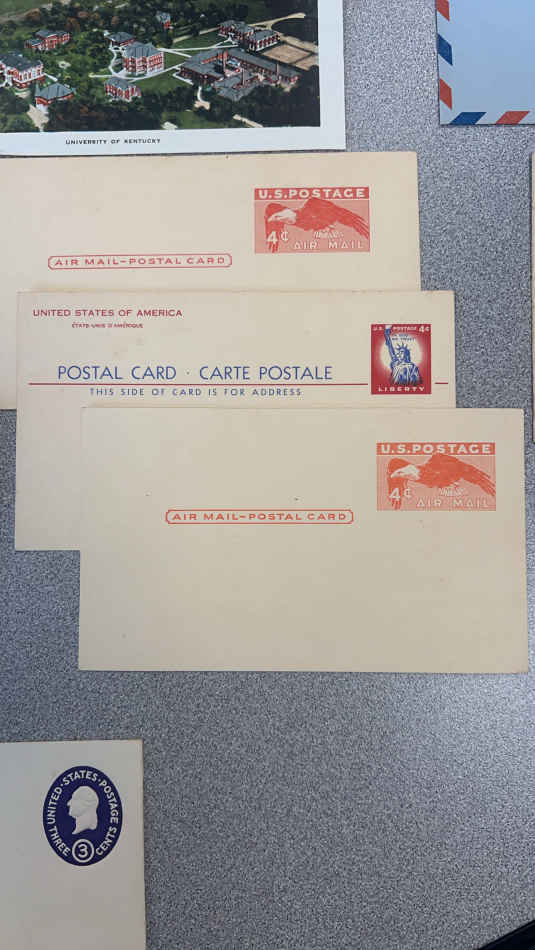 UNIVERSITY OF KENTUCKY
U.S. POSTAGE
4¢ AIR MAIL
AIR MAIL–POSTAL CARD
UNITED STATES OF AMERICA
ÉTATS-UNIS D'AMÉRIQUE
U.S. POSTAGE 4¢
LIBERTY
POSTAL CARD · CARTE POSTALE
THIS SIDE OF CARD IS FOR ADDRESS
U.S. POSTAGE
4¢ AIR MAIL
AIR MAIL–POSTAL CARD
UNITED·STATES·POSTAGE
THREE 3 CENTS